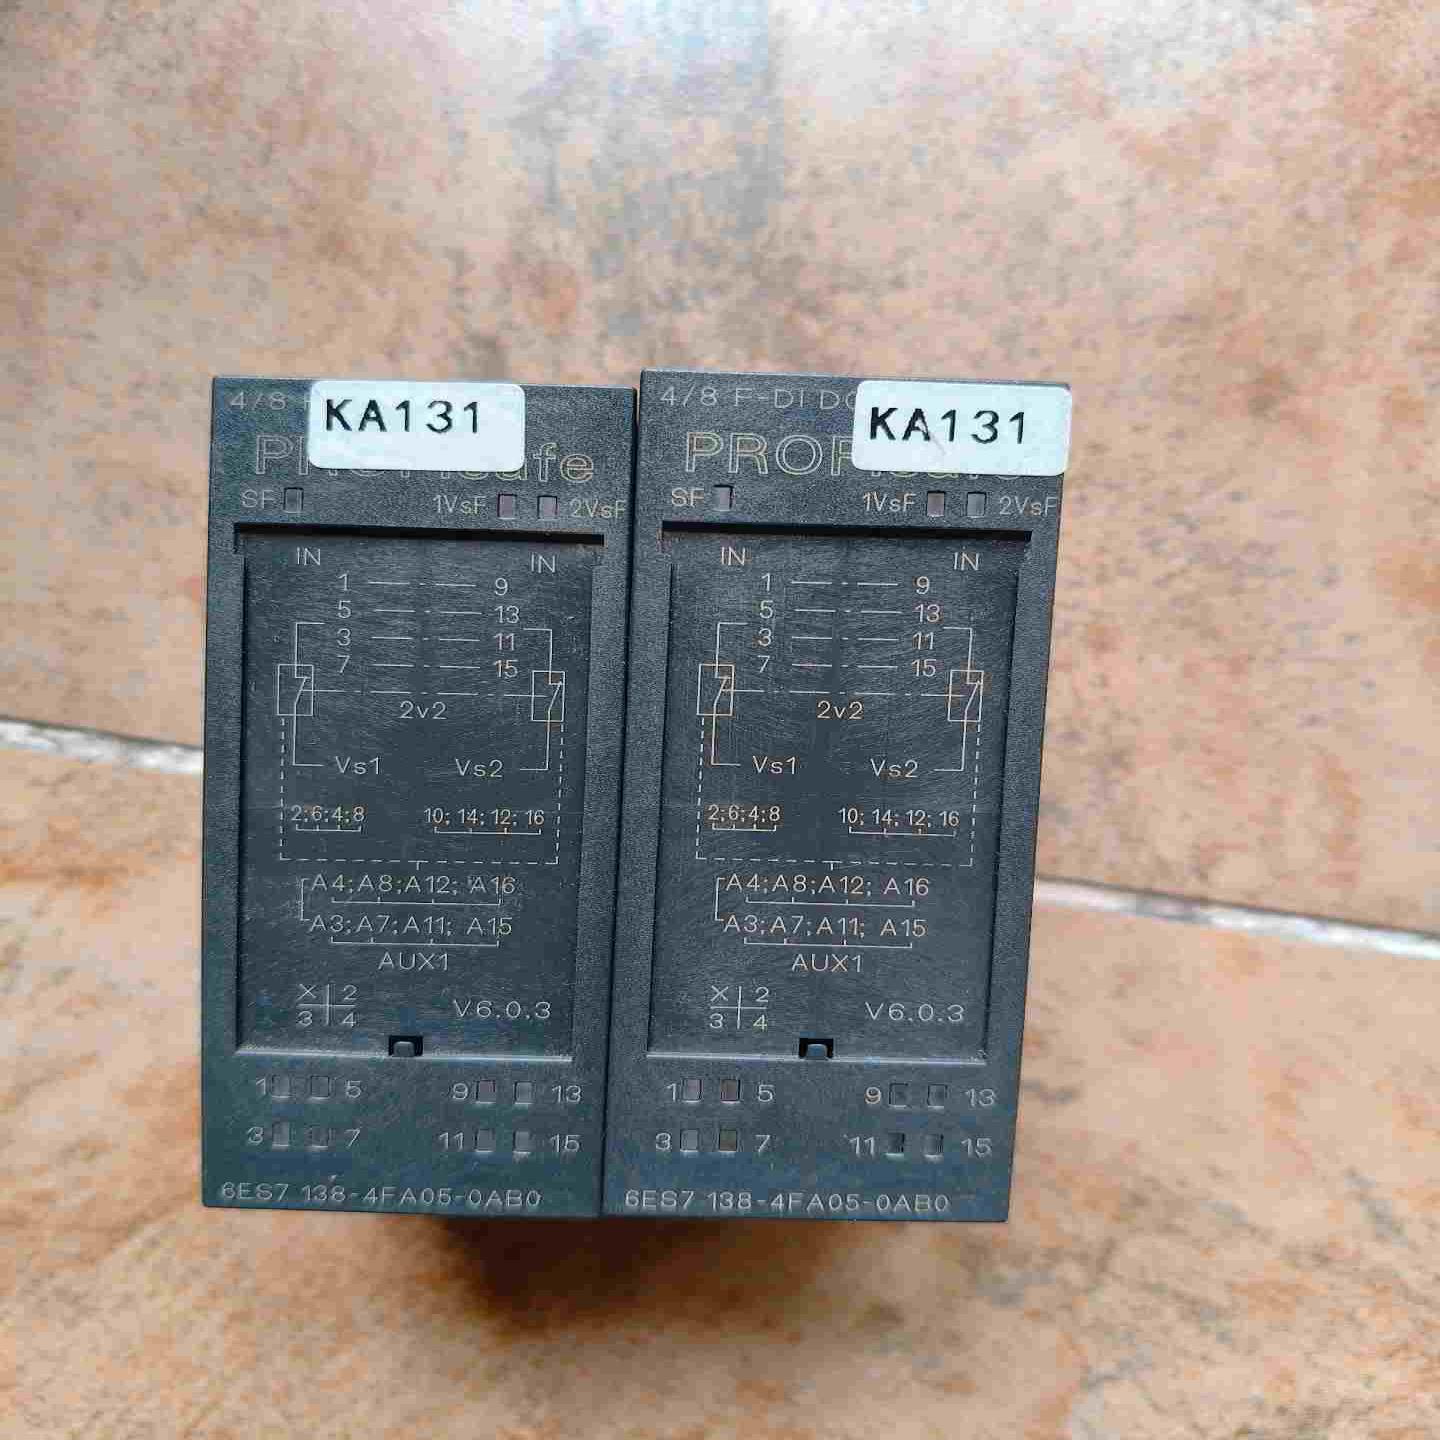 4/8
KA131
SF
1VsF
2VsF
IN
IN
1
9
5
13
3
11
7
15
2v2
Vs1
Vs2
2;6;4;8
10; 14; 12; 16
A4;A8;A12; A16
A3;A7;A11; A15
AUX1
X 2
3 4
V6.0.3
1 5
9 13
3 7
11 15
6ES7 138-4FA05-0AB0
4/8 F-DI
KA131
SF
1VsF
2VsF
IN
IN
1
9
5
13
3
11
7
15
2v2
Vs1
Vs2
2;6;4;8
10; 14; 12; 16
A4;A8;A12; A16
A3;A7;A11; A15
AUX1
X 2
3 4
V6.0.3
1 5
9 13
3 7
11 15
6ES7 138-4FA05-0AB0